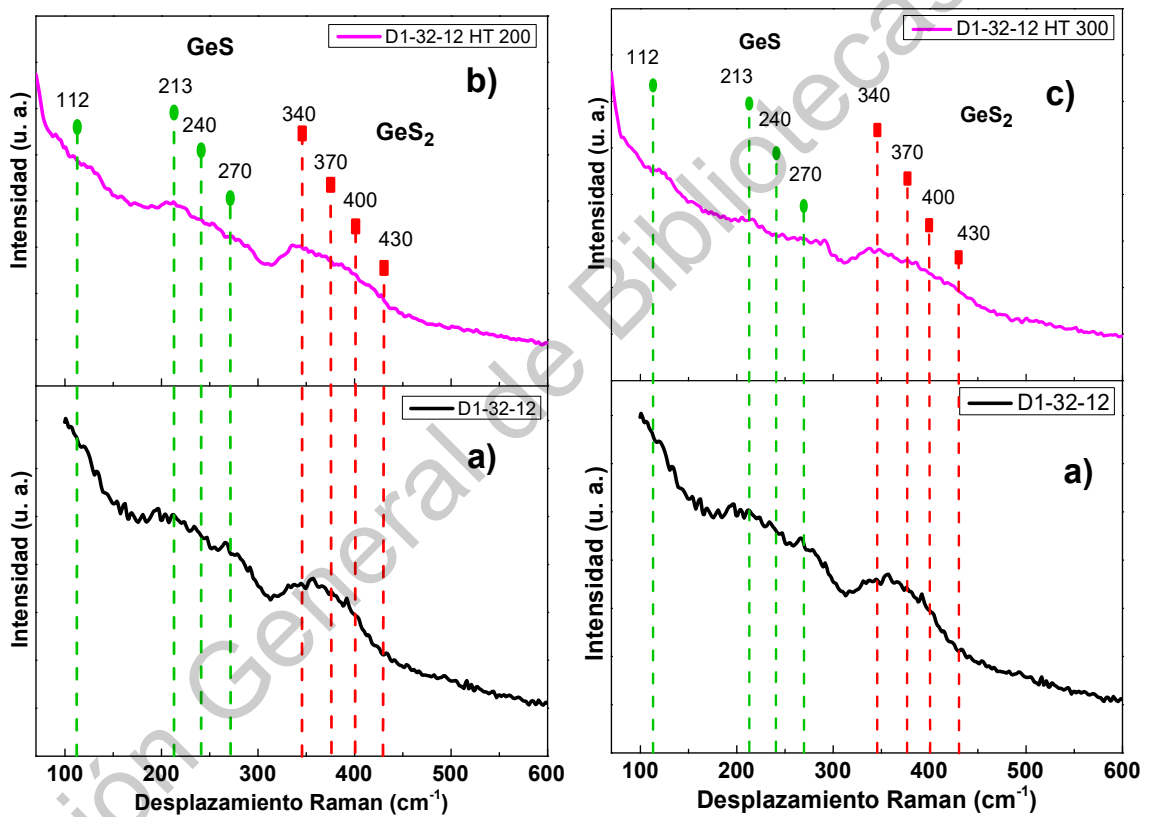 D1-32-12 HT 200
GeS
b)
112
213
240
270
340
370
400
430
GeS2
Intensidad (u. a.)
D1-32-12
a)
Intensidad (u. a.)
100 200 300 400 500 600
Desplazamiento Raman (cm-1)
D1-32-12 HT 300
GeS
c)
112
213
240
270
340
370
400
430
GeS2
Intensidad (u. a.)
D1-32-12
a)
Intensidad (u. a.)
100 200 300 400 500 600
Desplazamiento Raman (cm-1)
ión General de Bibliotecas